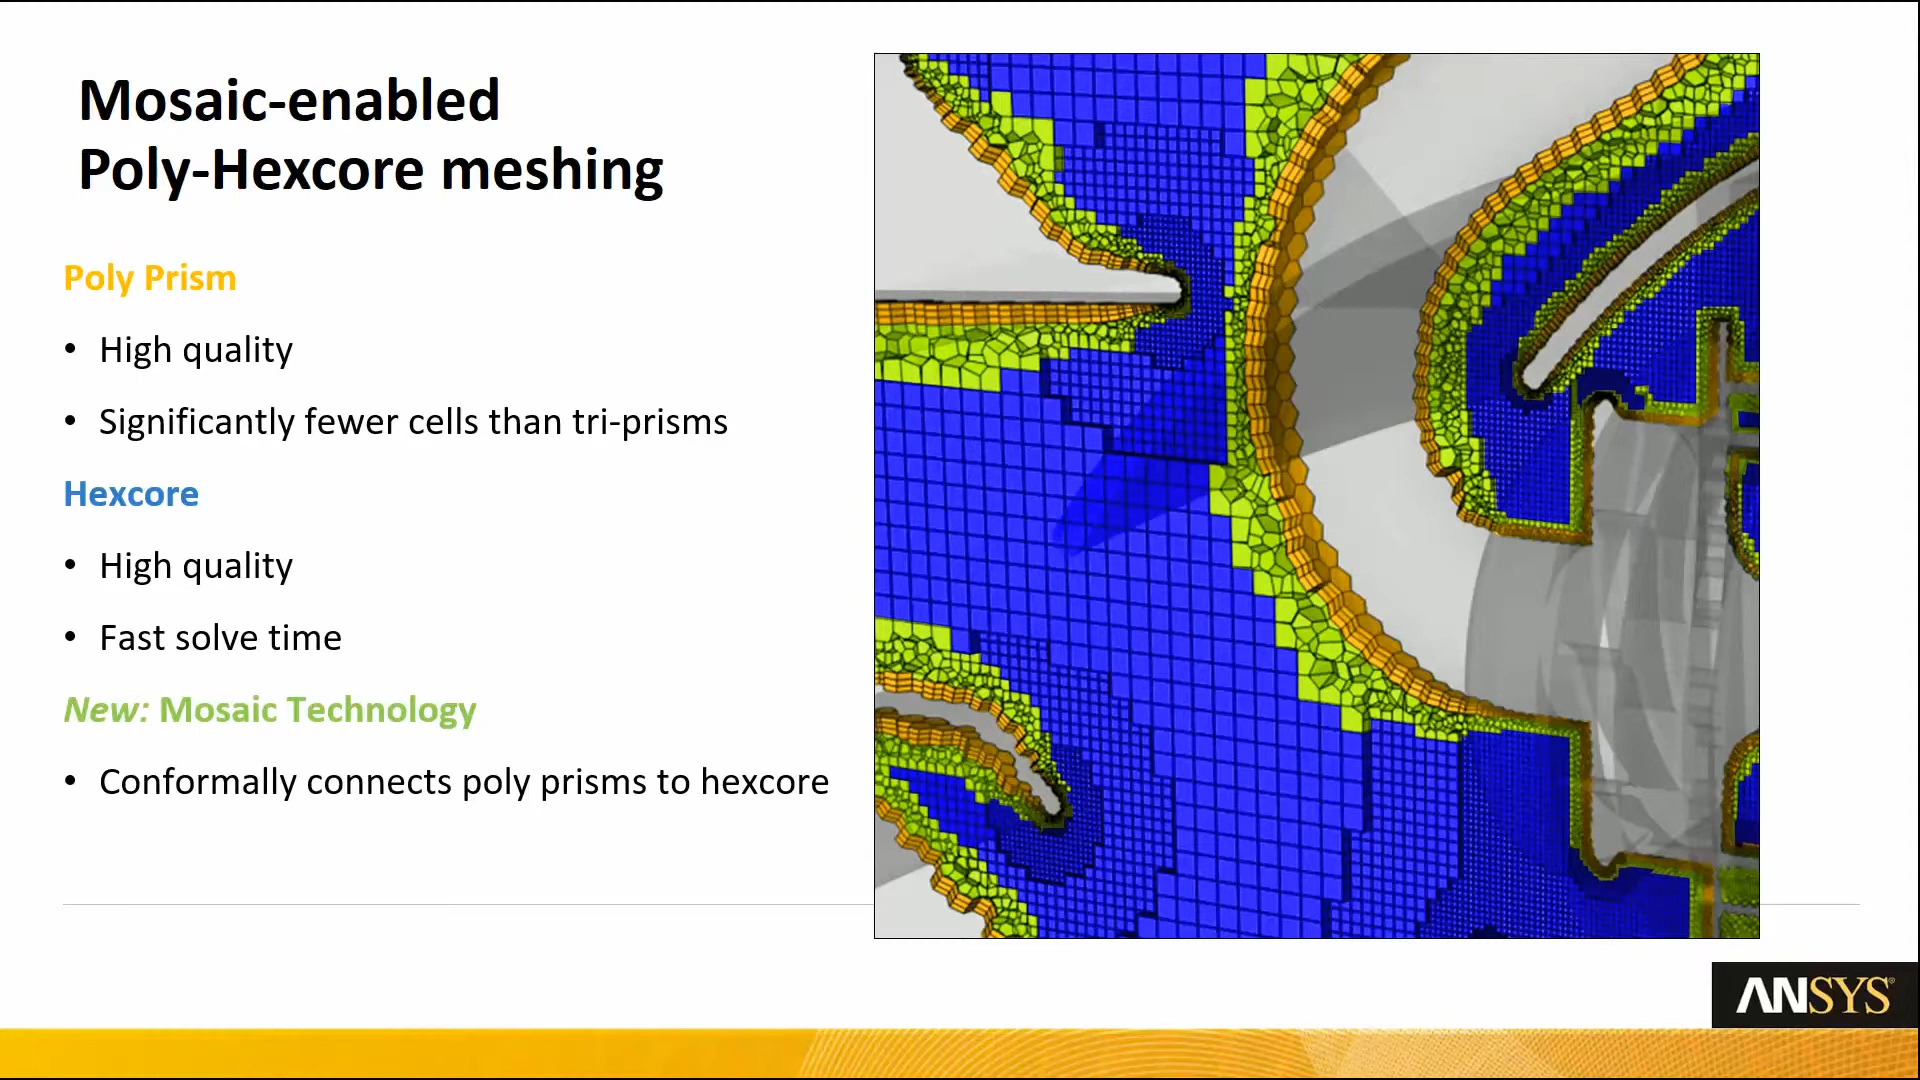 Mosaic-enabled
Poly-Hexcore meshing
Poly Prism
• High quality
• Significantly fewer cells than tri-prisms
Hexcore
• High quality
• Fast solve time
New: Mosaic Technology
• Conformally connects poly prisms to hexcore
ANSYS®